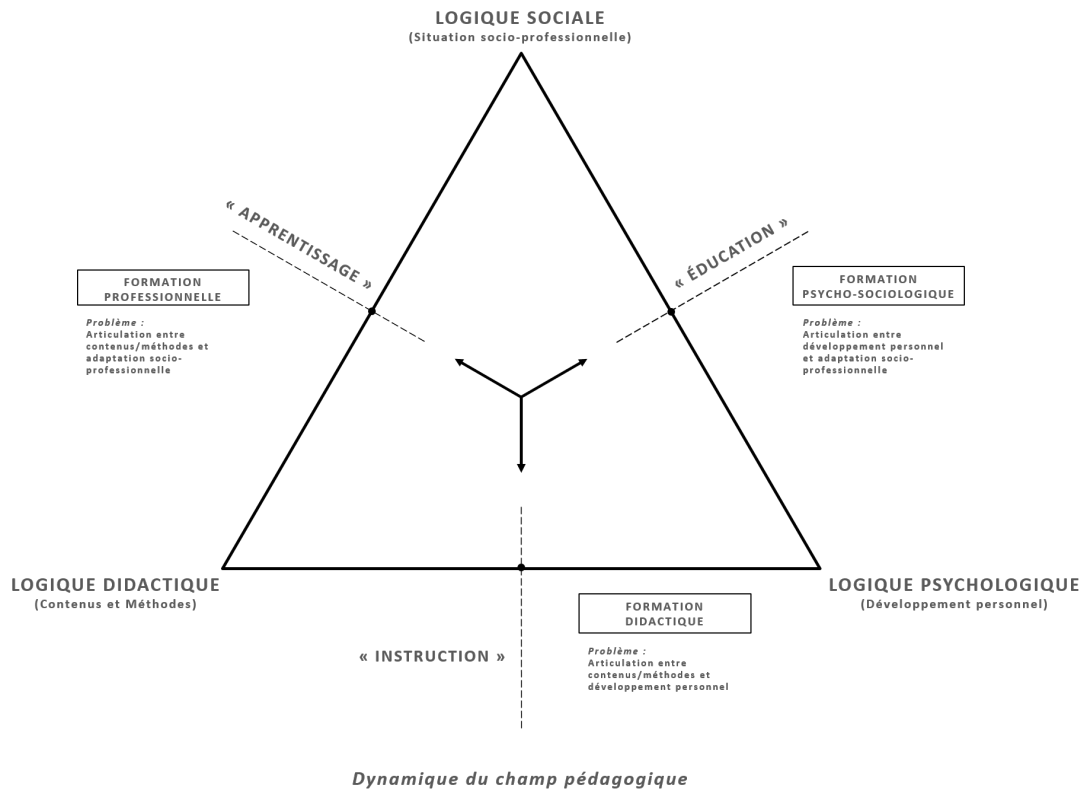 LOGIQUE SOCIALE
(Situation socio-professionnelle)
« APPRENTISSAGE »
« ÉDUCATION »
FORMATION
PROFESSIONNELLE
Problème :
Articulation entre
contenus/méthodes et
adaptation socio-
professionnelle
FORMATION
PSYCHO-SOCIOLOGIQUE
Problème :
Articulation entre
développement personnel
et adaptation socio-
professionnelle
LOGIQUE DIDACTIQUE
(Contenus et Méthodes)
LOGIQUE PSYCHOLOGIQUE
(Développement personnel)
FORMATION
DIDACTIQUE
« INSTRUCTION »
Problème :
Articulation entre
contenus/méthodes et
développement personnel
Dynamique du champ pédagogique